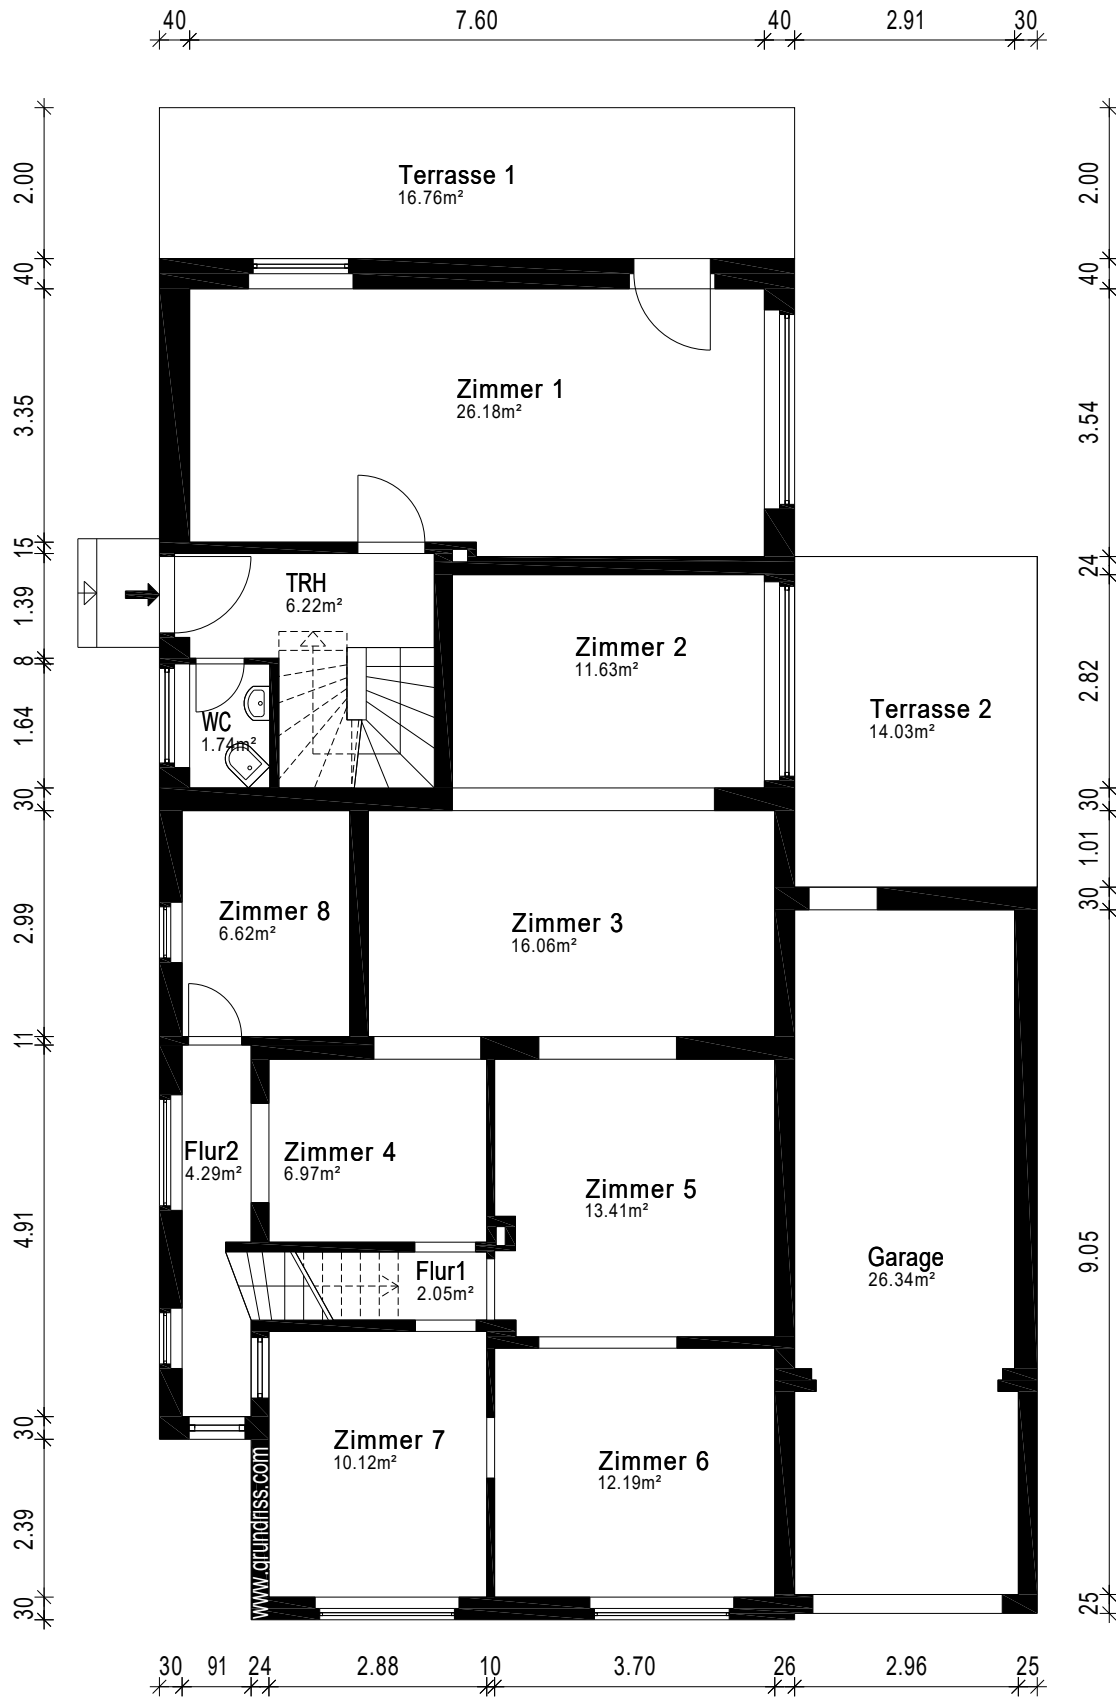 40 7.60 40 2.91 30
2.00
2.00
Terrasse 1
16.76m²
40
40
3.35
3.54
Zimmer 1
26.18m²
15
24
1.39
TRH
6.22m²
Zimmer 2
11.63m²
8
2.82
1.64
WC
1.74m²
Terrasse 2
14.03m²
30
30
1.01
30
2.99
Zimmer 8
6.62m²
Zimmer 3
16.06m²
11
Flur2
4.29m²
Zimmer 4
6.97m²
Zimmer 5
13.41m²
4.91
9.05
Garage
26.34m²
Flur1
2.05m²
30
Zimmer 7
10.12m²
Zimmer 6
12.19m²
2.39
www.grundriss.com
30
25
30 91 24 2.88 10 3.70 26 2.96 25